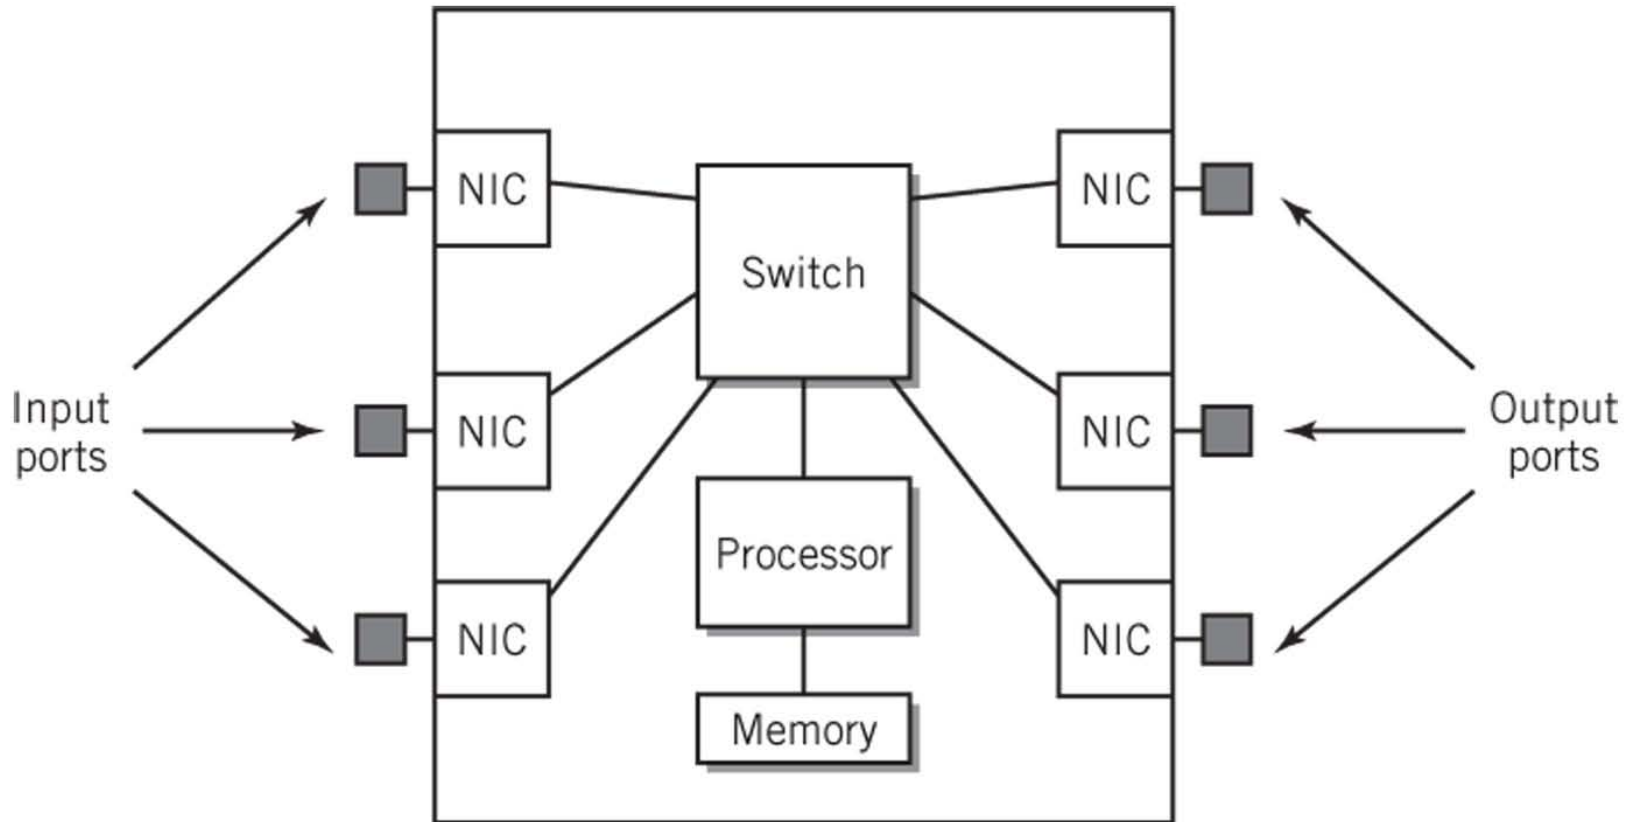 NIC
NIC
Switch
Input
ports
NIC
NIC
Output
ports
Processor
NIC
NIC
Memory